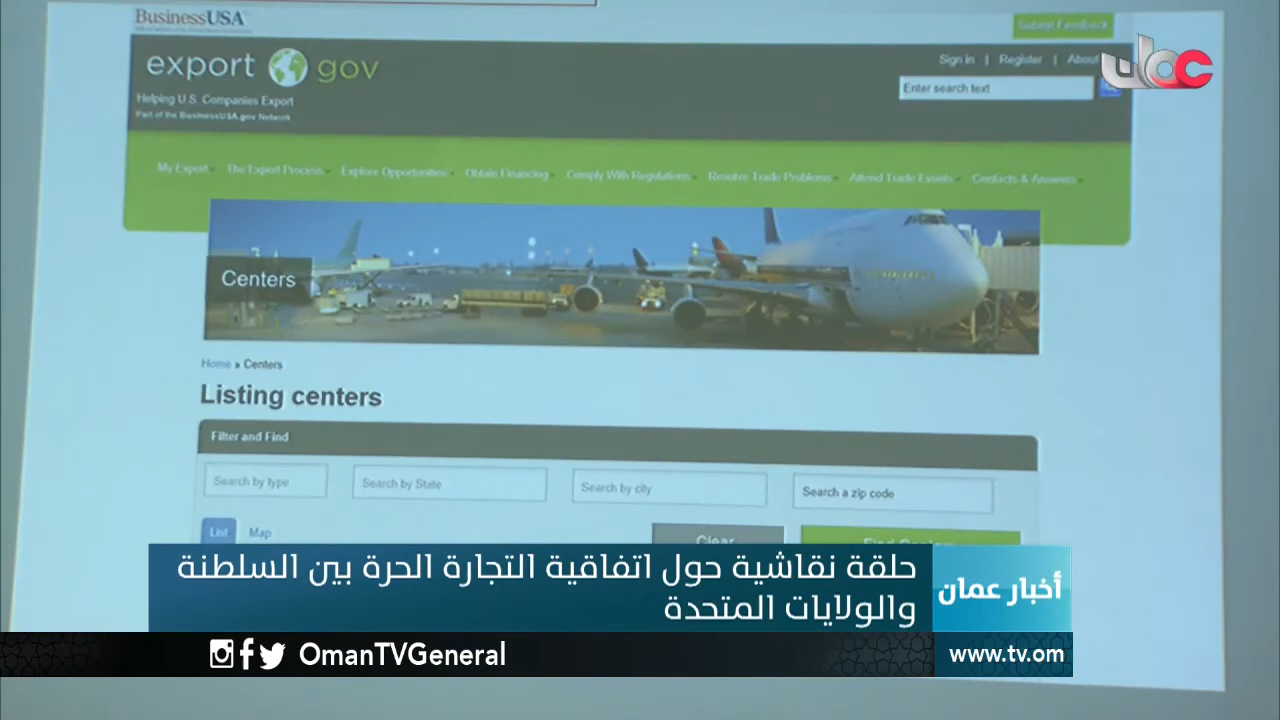 BusinessUSA
Submit Feedback
export gov
Sign in | Register | About
عمان
Helping U.S. Companies Export
Enter search text
Part of the BusinessUSA.gov Network
My Export The Export Process Explore Opportunities Obtain Financing Comply With Regulations Resolve Trade Problems Attend Trade Events Contacts & Answers
Centers
Home » Centers
Listing centers
Filter and Find
Search by type Search by State Search by city Search a zip code
List Map
Clear
أخبار عمان
حلقة نقاشية حول اتفاقية التجارة الحرة بين السلطنة
والولايات المتحدة
OmanTVGeneral
www.tv.om